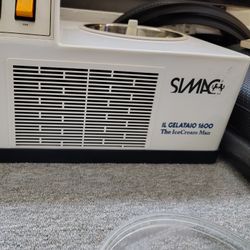 SIMAC
IL GELATAIO 1600
The IceCream Man